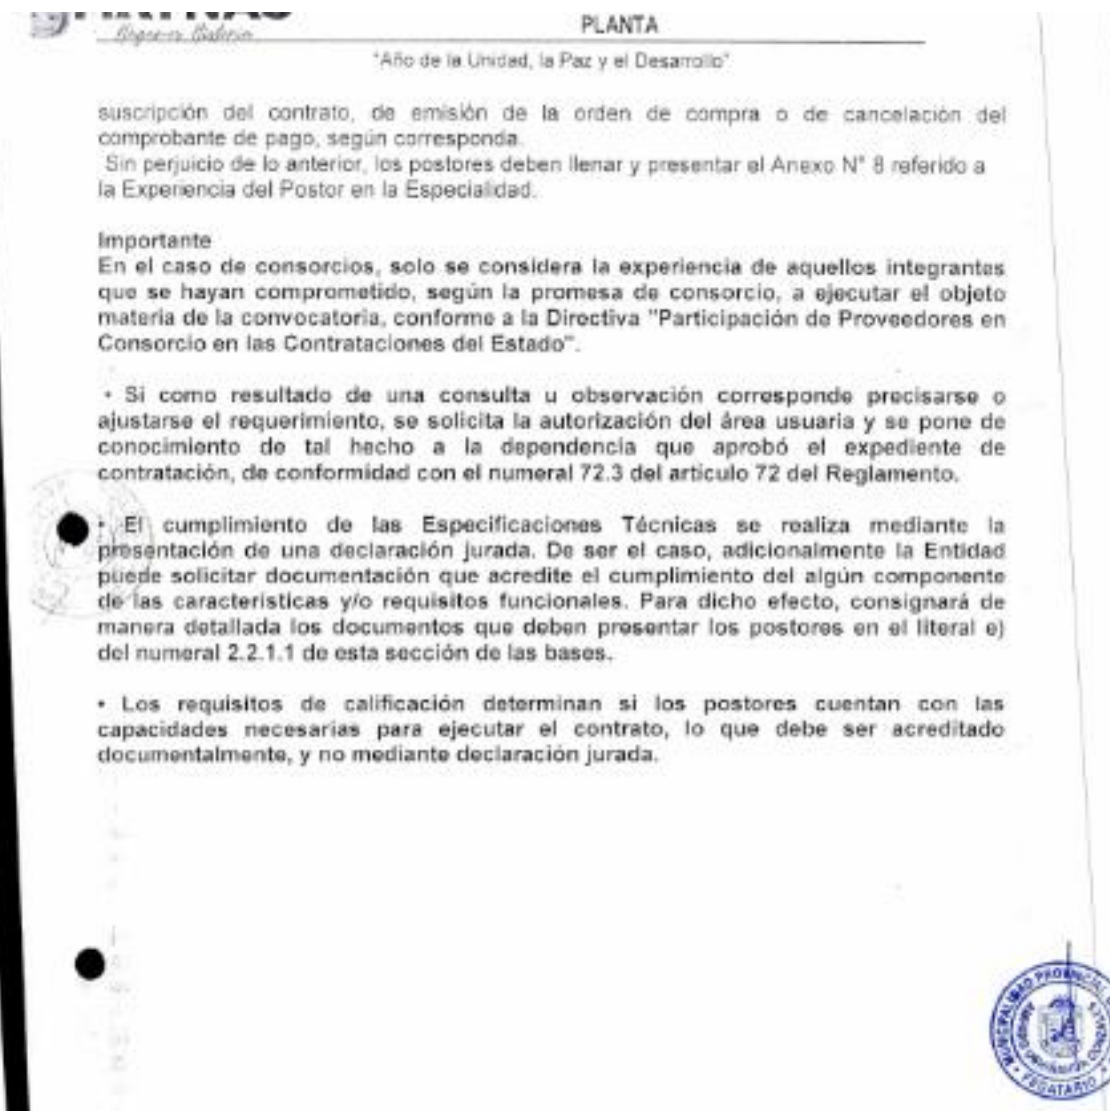 PLANTA
"Año de la Unidad, la Paz y el Desarrollo"
suscripción del contrato, de emisión de la orden de compra o de cancelación del
comprobante de pago, según corresponda.
Sin perjuicio de lo anterior, los postores deben llenar y presentar el Anexo N° 8 referido a
la Experiencia del Postor en la Especialidad.
Importante
En el caso de consorcios, solo se considera la experiencia de aquellos integrantes
que se hayan comprometido, según la promesa de consorcio, a ejecutar el objeto
materia de la convocatoria, conforme a la Directiva "Participación de Proveedores en
Consorcio en las Contrataciones del Estado".
• Si como resultado de una consulta u observación corresponde precisarse o
ajustarse el requerimiento, se solicita la autorización del área usuaria y se pone de
conocimiento de tal hecho a la dependencia que aprobó el expediente de
contratación, de conformidad con el numeral 72.3 del articulo 72 del Reglamento.
• El cumplimiento de las Especificaciones Técnicas se realiza mediante la
presentación de una declaración jurada. De ser el caso, adicionalmente la Entidad
puede solicitar documentación que acredite el cumplimiento del algún componente
de las características y/o requisitos funcionales. Para dicho efecto, consignará de
manera detallada los documentos que deben presentar los postores en el literal e)
del numeral 2.2.1.1 de esta sección de las bases.
• Los requisitos de calificación determinan si los postores cuentan con las
capacidades necesarias para ejecutar el contrato, lo que debe ser acreditado
documentalmente, y no mediante declaración jurada.
MUNICIPALIDAD PROVINCIAL
FEDATARIO